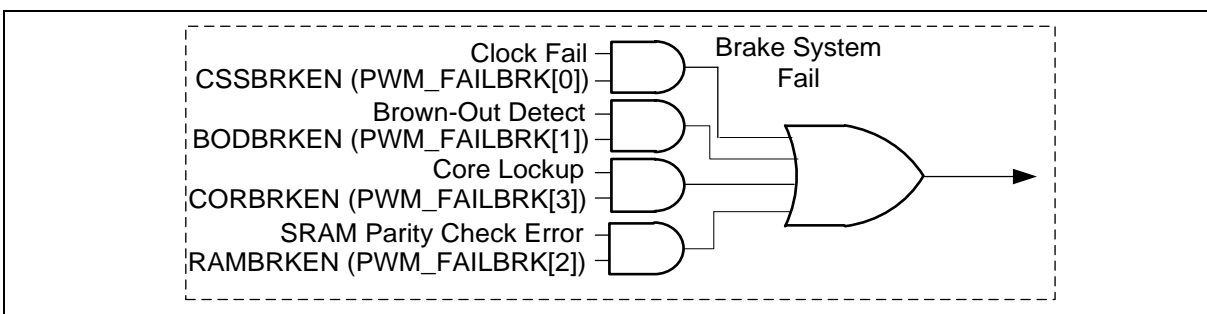 Clock Fail
CSSBRKEN (PWM_FAILBRK[0])
Brown-Out Detect
BODBRKEN (PWM_FAILBRK[1])
Core Lockup
CORBRKEN (PWM_FAILBRK[3])
SRAM Parity Check Error
RAMBRKEN (PWM_FAILBRK[2])
Brake System
Fail